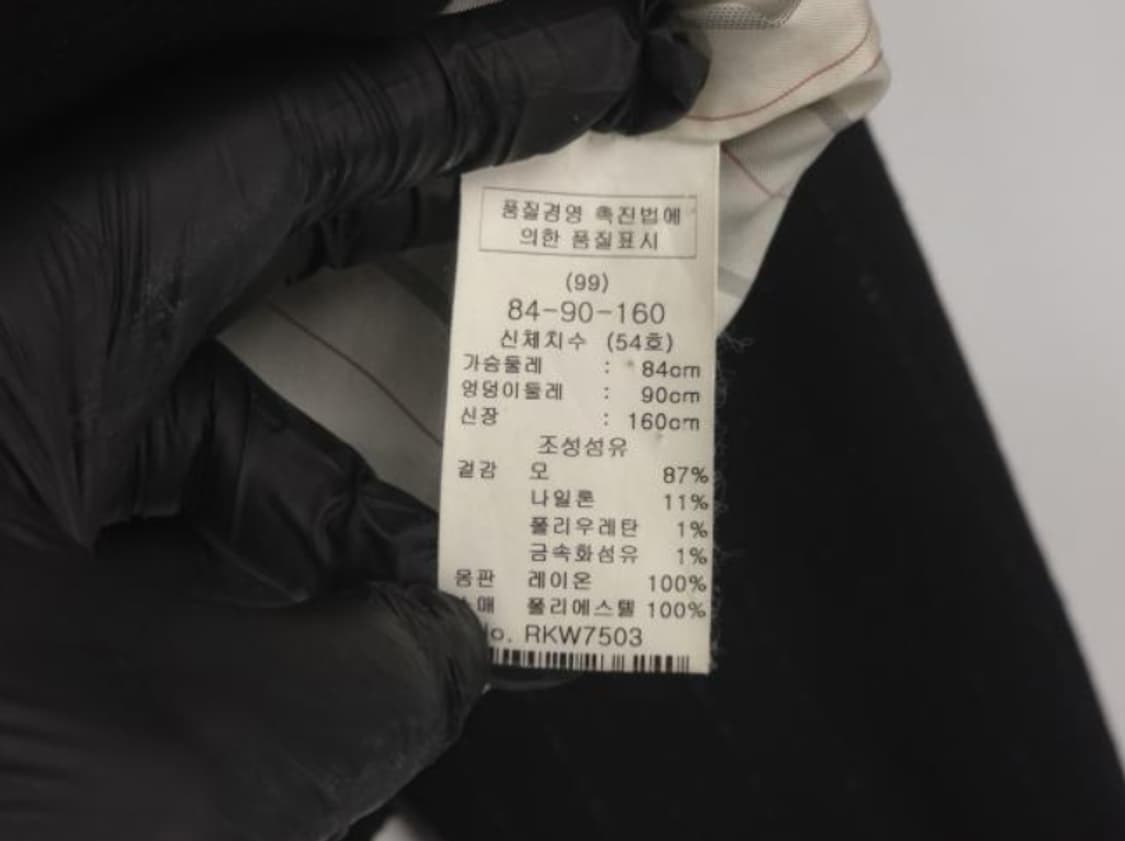 품질경영 촉진법에
의한 품질표시
(99)
84-90-160
신체치수 (54호)
가슴둘레 : 84cm
엉덩이둘레 : 90cm
신장 : 160cm
조성섬유
겉감 모 87%
나일론 11%
폴리우레탄 1%
금속화섬유 1%
몸판 레이온 100%
폴리에스텔 100%
RKW7503